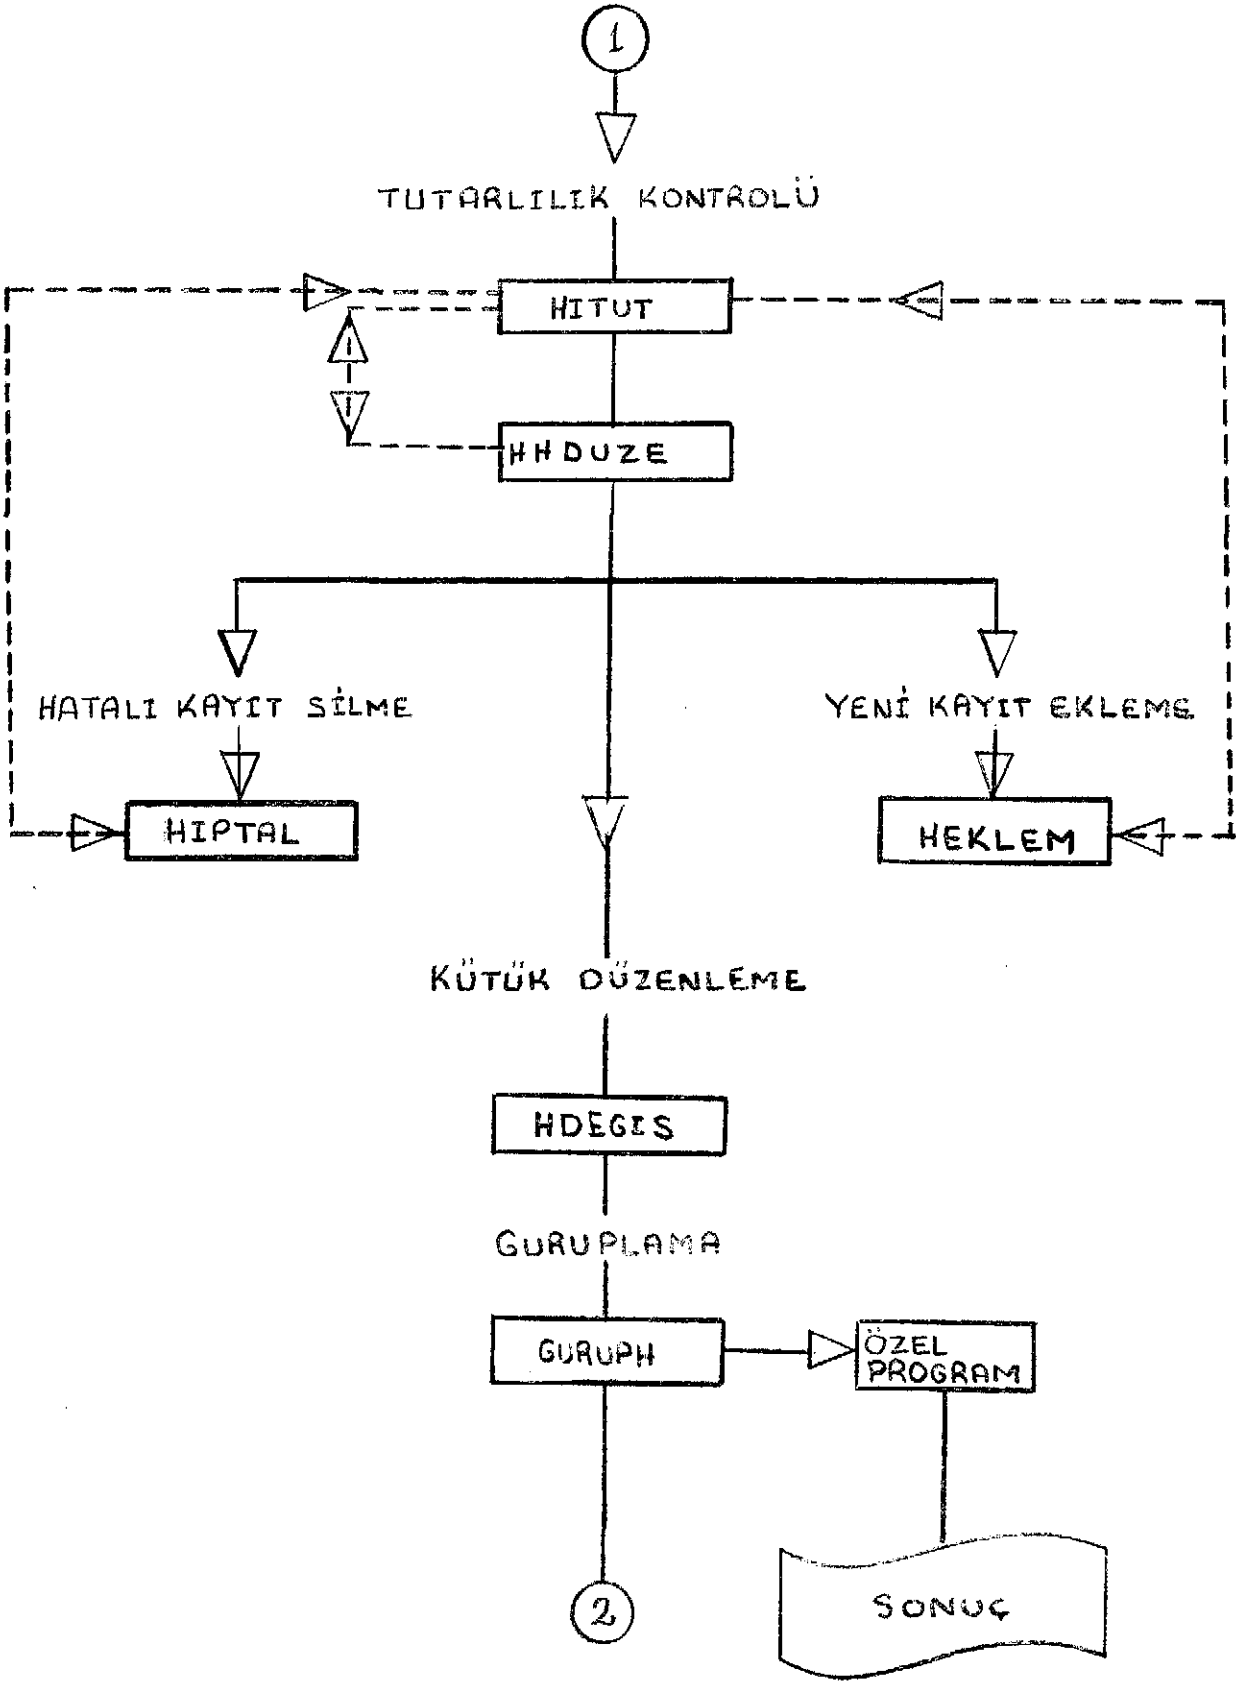 1
TUTARLILIK KONTROLÜ
HITUT
HHDUZE
HATALI KAYIT SİLME
YENİ KAYIT EKLEME
HIPTAL
HEKLEM
KÜTÜK DÜZENLEME
HDEGIS
GURUPLAMA
GURUPH
ÖZEL
PROGRAM
SONUÇ
2